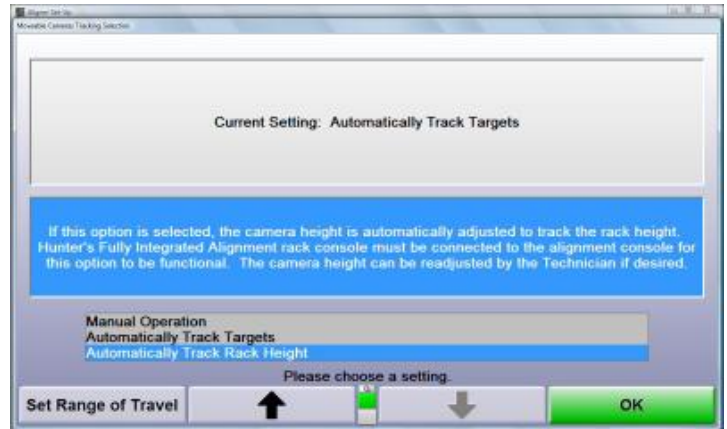 Aligner Set Up
Moveable Camera Tracking Selection
Current Setting: Automatically Track Targets
If this option is selected, the camera height is automatically adjusted to track the rack height.
Hunter's Fully Integrated Alignment rack console must be connected to the alignment console for
this option to be functional. The camera height can be readjusted by the Technician if desired.
Manual Operation
Automatically Track Targets
Automatically Track Rack Height
Please choose a setting.
Set Range of Travel
OK